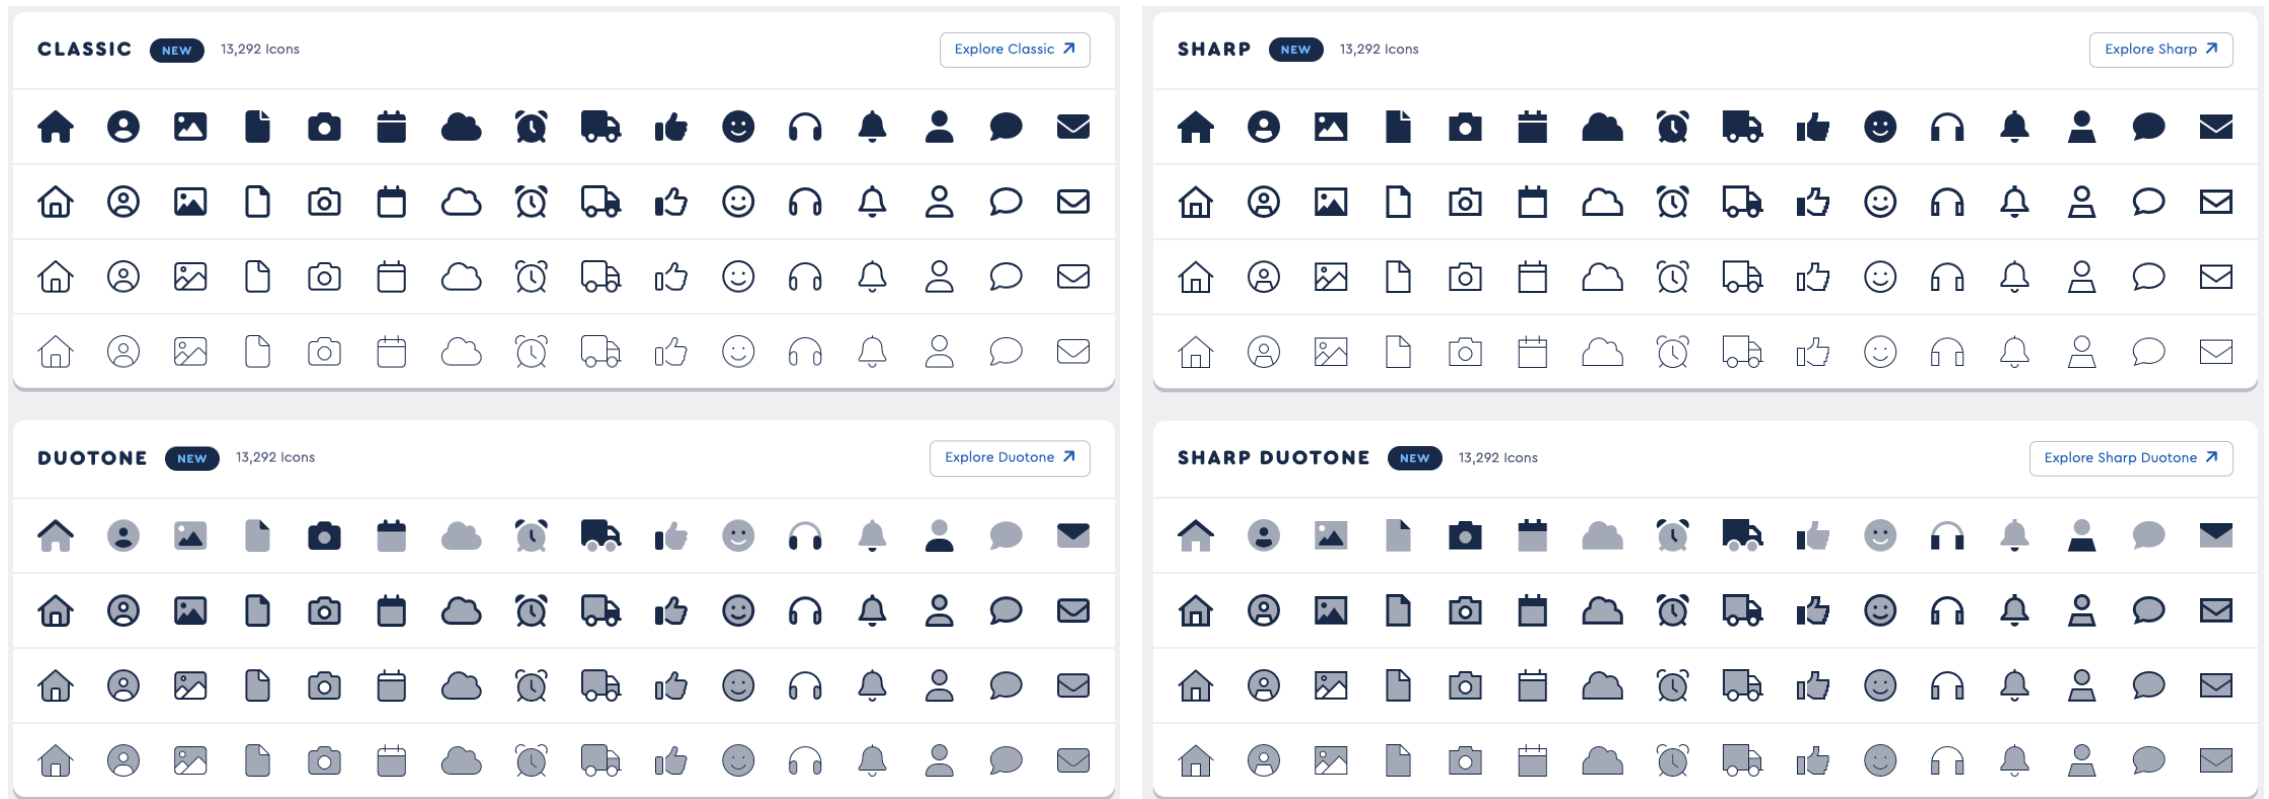 CLASSIC NEW 13,292 Icons Explore Classic
SHARP NEW 13,292 Icons Explore Sharp
DUOTONE NEW 13,292 Icons Explore Duotone
SHARP DUOTONE NEW 13,292 Icons Explore Sharp Duotone